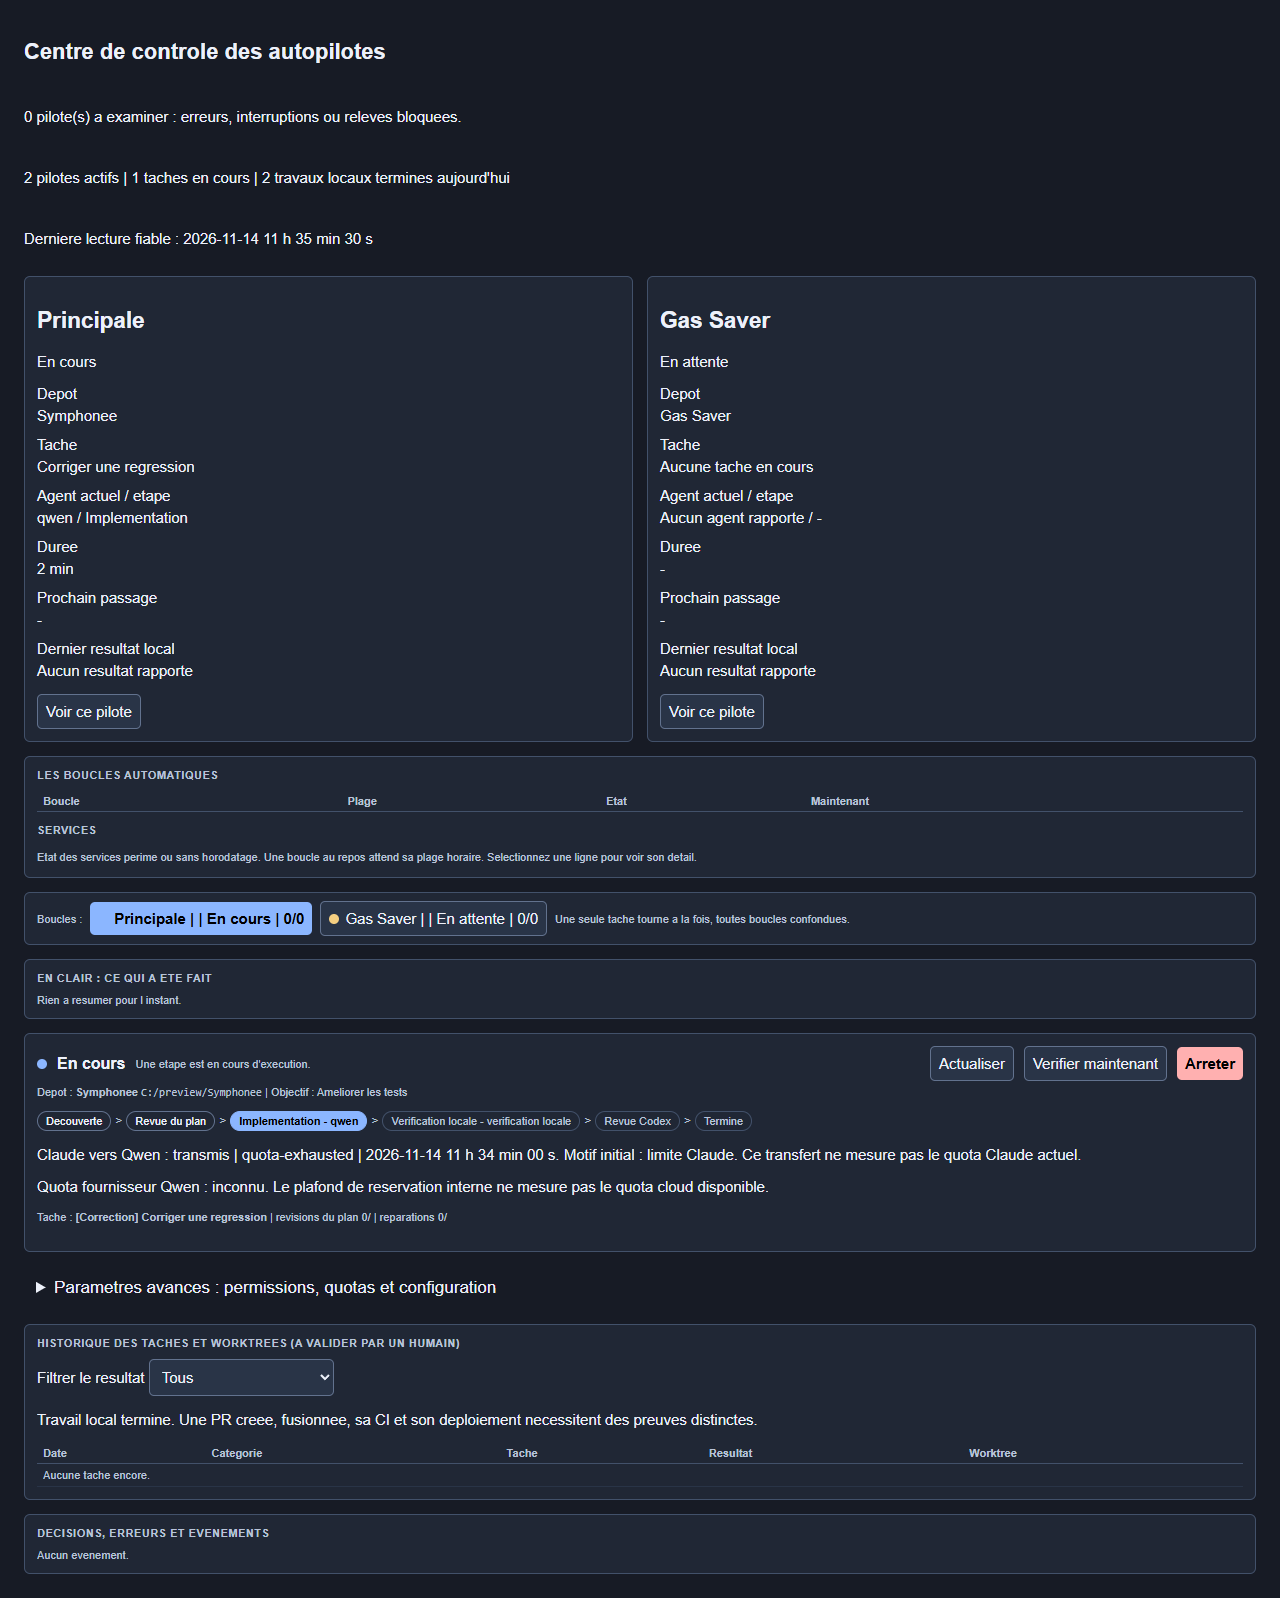 Centre de controle des autopilotes
0 pilote(s) a examiner : erreurs, interruptions ou releves bloquees.
2 pilotes actifs | 1 taches en cours | 2 travaux locaux termines aujourd'hui
Derniere lecture fiable : 2026-11-14 11 h 35 min 30 s
Principale
En cours
Depot
Symphonee
Tache
Corriger une regression
Agent actuel / etape
qwen / Implementation
Duree
2 min
Prochain passage
-
Dernier resultat local
Aucun resultat rapporte
Voir ce pilote
Gas Saver
En attente
Depot
Gas Saver
Tache
Aucune tache en cours
Agent actuel / etape
Aucun agent rapporte / -
Duree
-
Prochain passage
-
Dernier resultat local
Aucun resultat rapporte
Voir ce pilote
LES BOUCLES AUTOMATIQUES
Boucle Plage Etat Maintenant
SERVICES
Etat des services perime ou sans horodatage. Une boucle au repos attend sa plage horaire. Selectionnez une ligne pour voir son detail.
Boucles : Principale | | En cours | 0/0 Gas Saver | | En attente | 0/0 Une seule tache tourne a la fois, toutes boucles confondues.
EN CLAIR : CE QUI A ETE FAIT
Rien a resumer pour l instant.
En cours Une etape est en cours d'execution. Actualiser Verifier maintenant Arreter
Depot : Symphonee C:/preview/Symphonee | Objectif : Ameliorer les tests
Decouverte > Revue du plan > Implementation - qwen > Verification locale - verification locale > Revue Codex > Termine
Claude vers Qwen : transmis | quota-exhausted | 2026-11-14 11 h 34 min 00 s. Motif initial : limite Claude. Ce transfert ne mesure pas le quota Claude actuel.
Quota fournisseur Qwen : inconnu. Le plafond de reservation interne ne mesure pas le quota cloud disponible.
Tache : [Correction] Corriger une regression | revisions du plan 0/ | reparations 0/
Parametres avances : permissions, quotas et configuration
HISTORIQUE DES TACHES ET WORKTREES (A VALIDER PAR UN HUMAIN)
Filtrer le resultat Tous
Travail local termine. Une PR creee, fusionnee, sa CI et son deploiement necessitent des preuves distinctes.
Date Categorie Tache Resultat Worktree
Aucune tache encore.
DECISIONS, ERREURS ET EVENEMENTS
Aucun evenement.